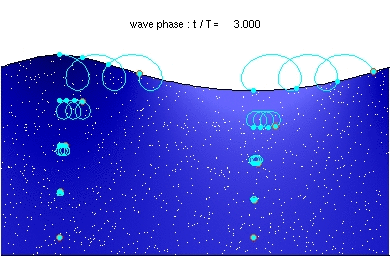 wave phase : t / T = 3.000